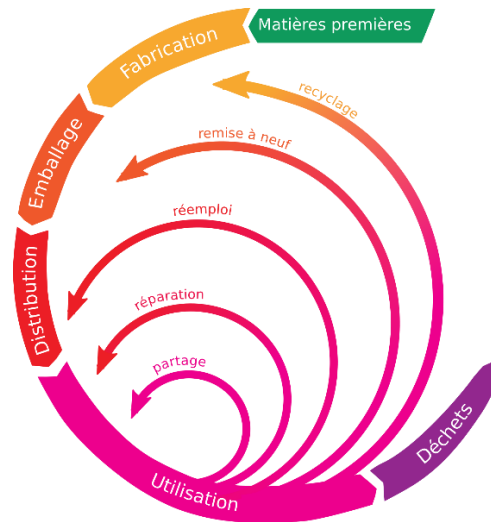 Matières premières
Fabrication
recyclage
remise à neuf
Emballage
réemploi
Distribution
réparation
partage
Déchets
Utilisation